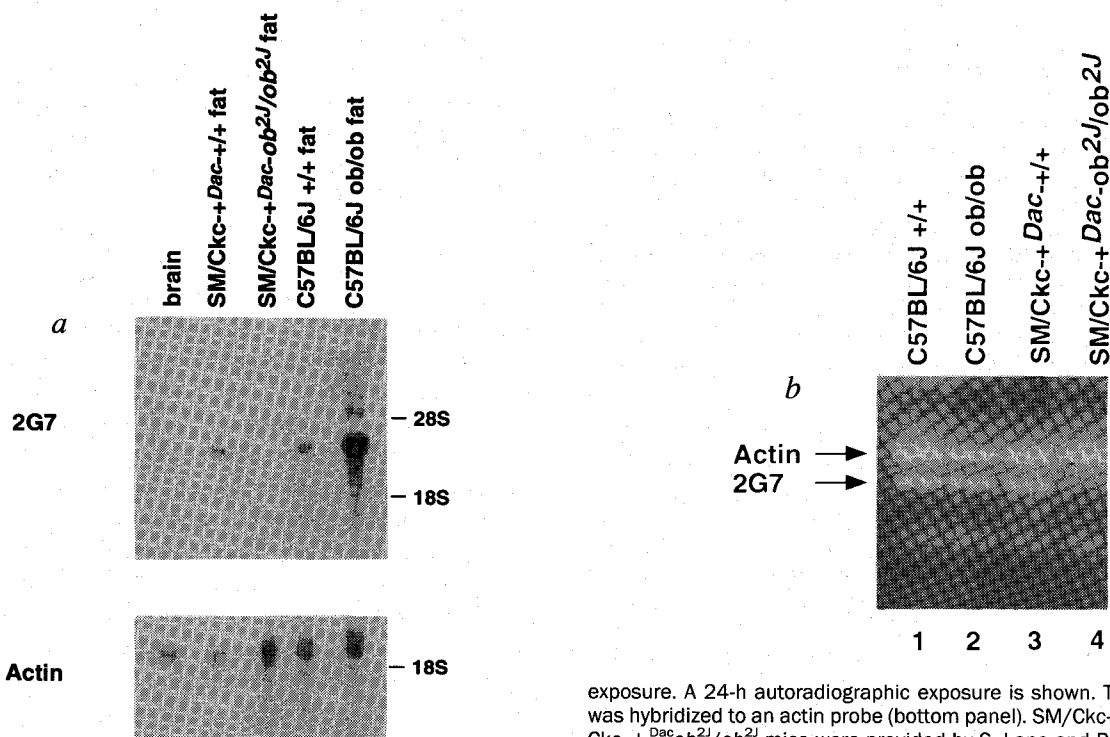 brain
SM/Ckc-+Dac-+/+ fat
SM/Ckc-+Dac-ob2J/ob2J fat
C57BL/6J +/+ fat
C57BL/6J ob/ob fat
a
2G7
28S
18S
Actin
18S
C57BL/6J +/+
C57BL/6J ob/ob
SM/Ckc-+Dac-+/+
SM/Ckc-+Dac-ob2J/ob2J
b
Actin
2G7
1 2 3 4
exposure. A 24-h autoradiographic exposure is shown.
was hybridized to an actin probe (bottom panel). SM/Ckc-